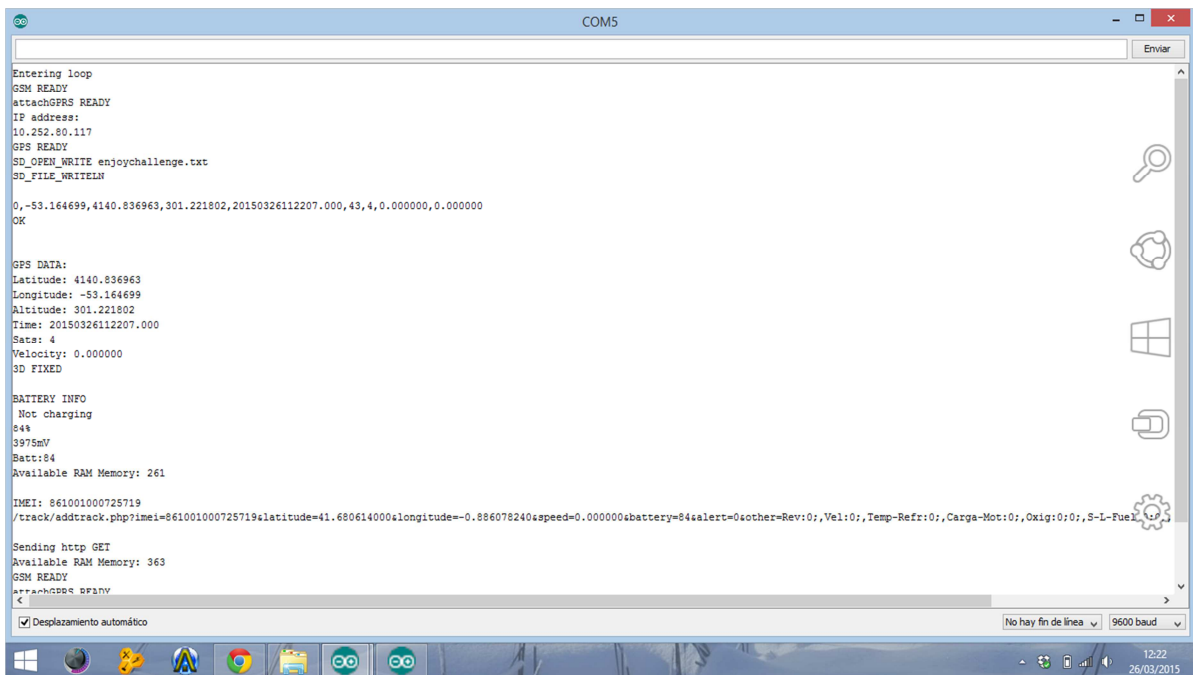 COM5
Enviar
Entering loop
GSM READY
attachGPRS READY
IP address:
10.252.80.117
GPS READY
SD_OPEN_WRITE enjoychallenge.txt
SD_FILE_WRITELN
0,-53.164699,4140.836963,301.221802,20150326112207.000,43,4,0.000000,0.000000
OK
GPS DATA:
Latitude: 4140.836963
Longitude: -53.164699
Altitude: 301.221802
Time: 20150326112207.000
Sats: 4
Velocity: 0.000000
3D FIXED
BATTERY INFO
Not charging
84%
3975mV
Batt:84
Available RAM Memory: 261
IMEI: 861001000725719
/track/addtrack.php?imei=861001000725719&latitude=41.680614000&longitude=-0.886078240&speed=0.000000&battery=84&alert=0&other=Rev:0;,Vel:0;,Temp-Refr:0;,Carga-Mot:0;,Oxig:0;0;,S-L-Fuel
Sending http GET
Available RAM Memory: 363
GSM READY
attachGPRS READY
Desplazamiento automático
No hay fin de línea
9600 baud
12:22
26/03/2015